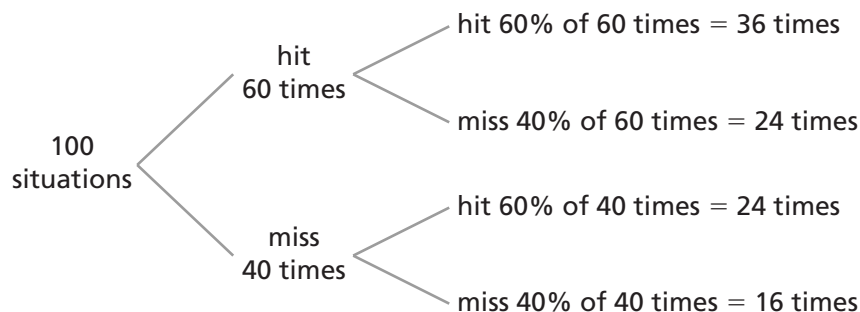 100
situations
hit
60 times
miss
40 times
hit 60% of 60 times = 36 times
miss 40% of 60 times = 24 times
hit 60% of 40 times = 24 times
miss 40% of 40 times = 16 times